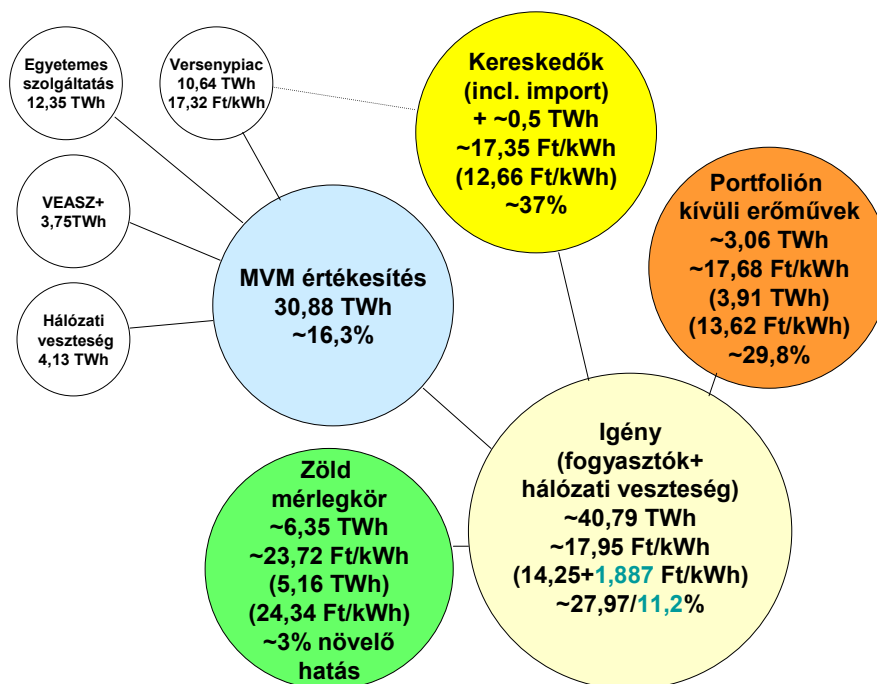 Egyetemes
szolgáltatás
12,35 TWh
Versenypiac
10,64 TWh
17,32 Ft/kWh
VEASZ+
3,75TWh
Hálózati
veszteség
4,13 TWh
MVM értékesítés
30,88 TWh
~16,3%
Kereskedők
(incl. import)
+ ~0,5 TWh
~17,35 Ft/kWh
(12,66 Ft/kWh)
~37%
Portfolión
kívüli erőművek
~3,06 TWh
~17,68 Ft/kWh
(3,91 TWh)
(13,62 Ft/kWh)
~29,8%
Zöld
mérlegkör
~6,35 TWh
~23,72 Ft/kWh
(5,16 TWh)
(24,34 Ft/kWh)
~3% növelő
hatás
Igény
(fogyasztók+
hálózati veszteség)
~40,79 TWh
~17,95 Ft/kWh
(14,25+1,887 Ft/kWh)
~27,97/11,2%